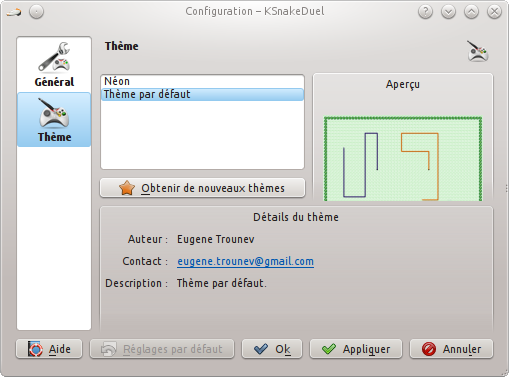 Configuration – KSnakeDuel
Général
Thème
Thème
Néon
Thème par défaut
Obtenir de nouveaux thèmes
Aperçu
Détails du thème
Auteur : Eugene Trounev
Contact : eugene.trounev@gmail.com
Description : Thème par défaut.
Aide
Réglages par défaut
Ok
Appliquer
Annuler